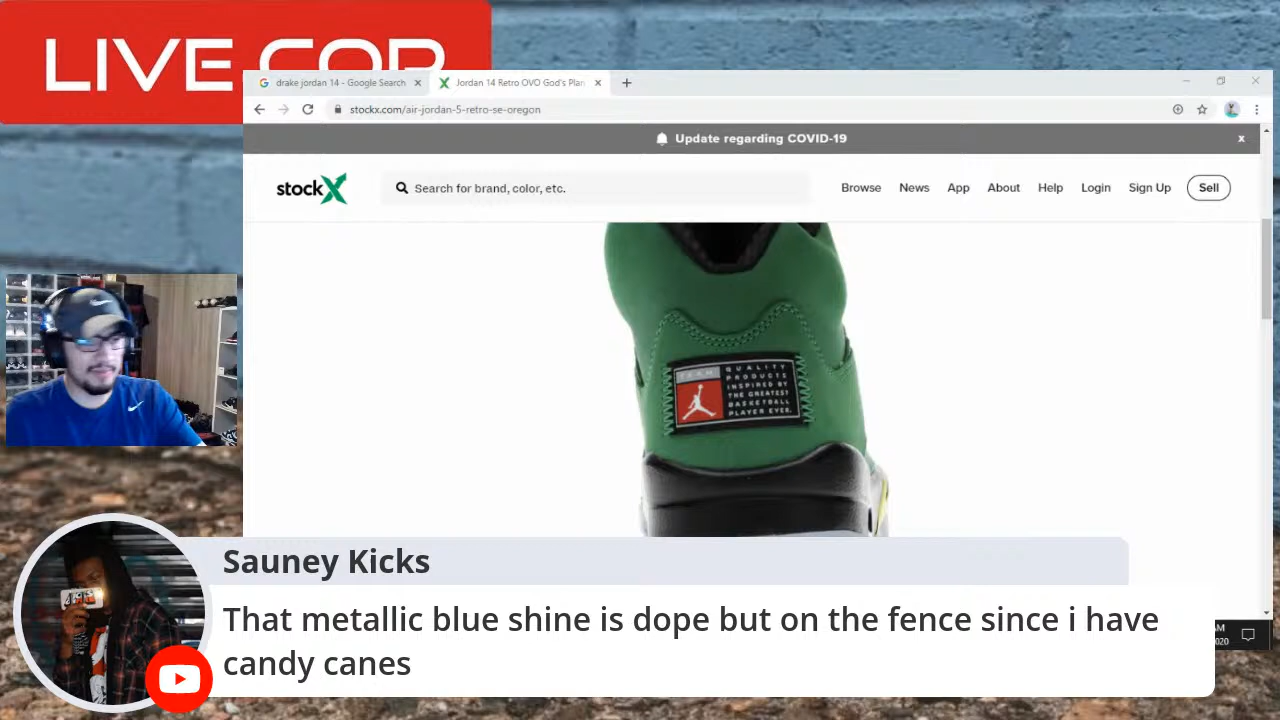 LIVE COP
drake jordan 14 - Google Search
Jordan 14 Retro OVO God's Plan
stockx.com/air-jordan-5-retro-se-oregon
Update regarding COVID-19 x
stockX
Search for brand, color, etc.
Browse News App About Help Login Sign Up Sell
TEAM
QUALITY
PRODUCTS
INSPIRED BY
THE GREATEST
BASKETBALL
PLAYER EVER.
AM
2020
Sauney Kicks
That metallic blue shine is dope but on the fence since i have
candy canes